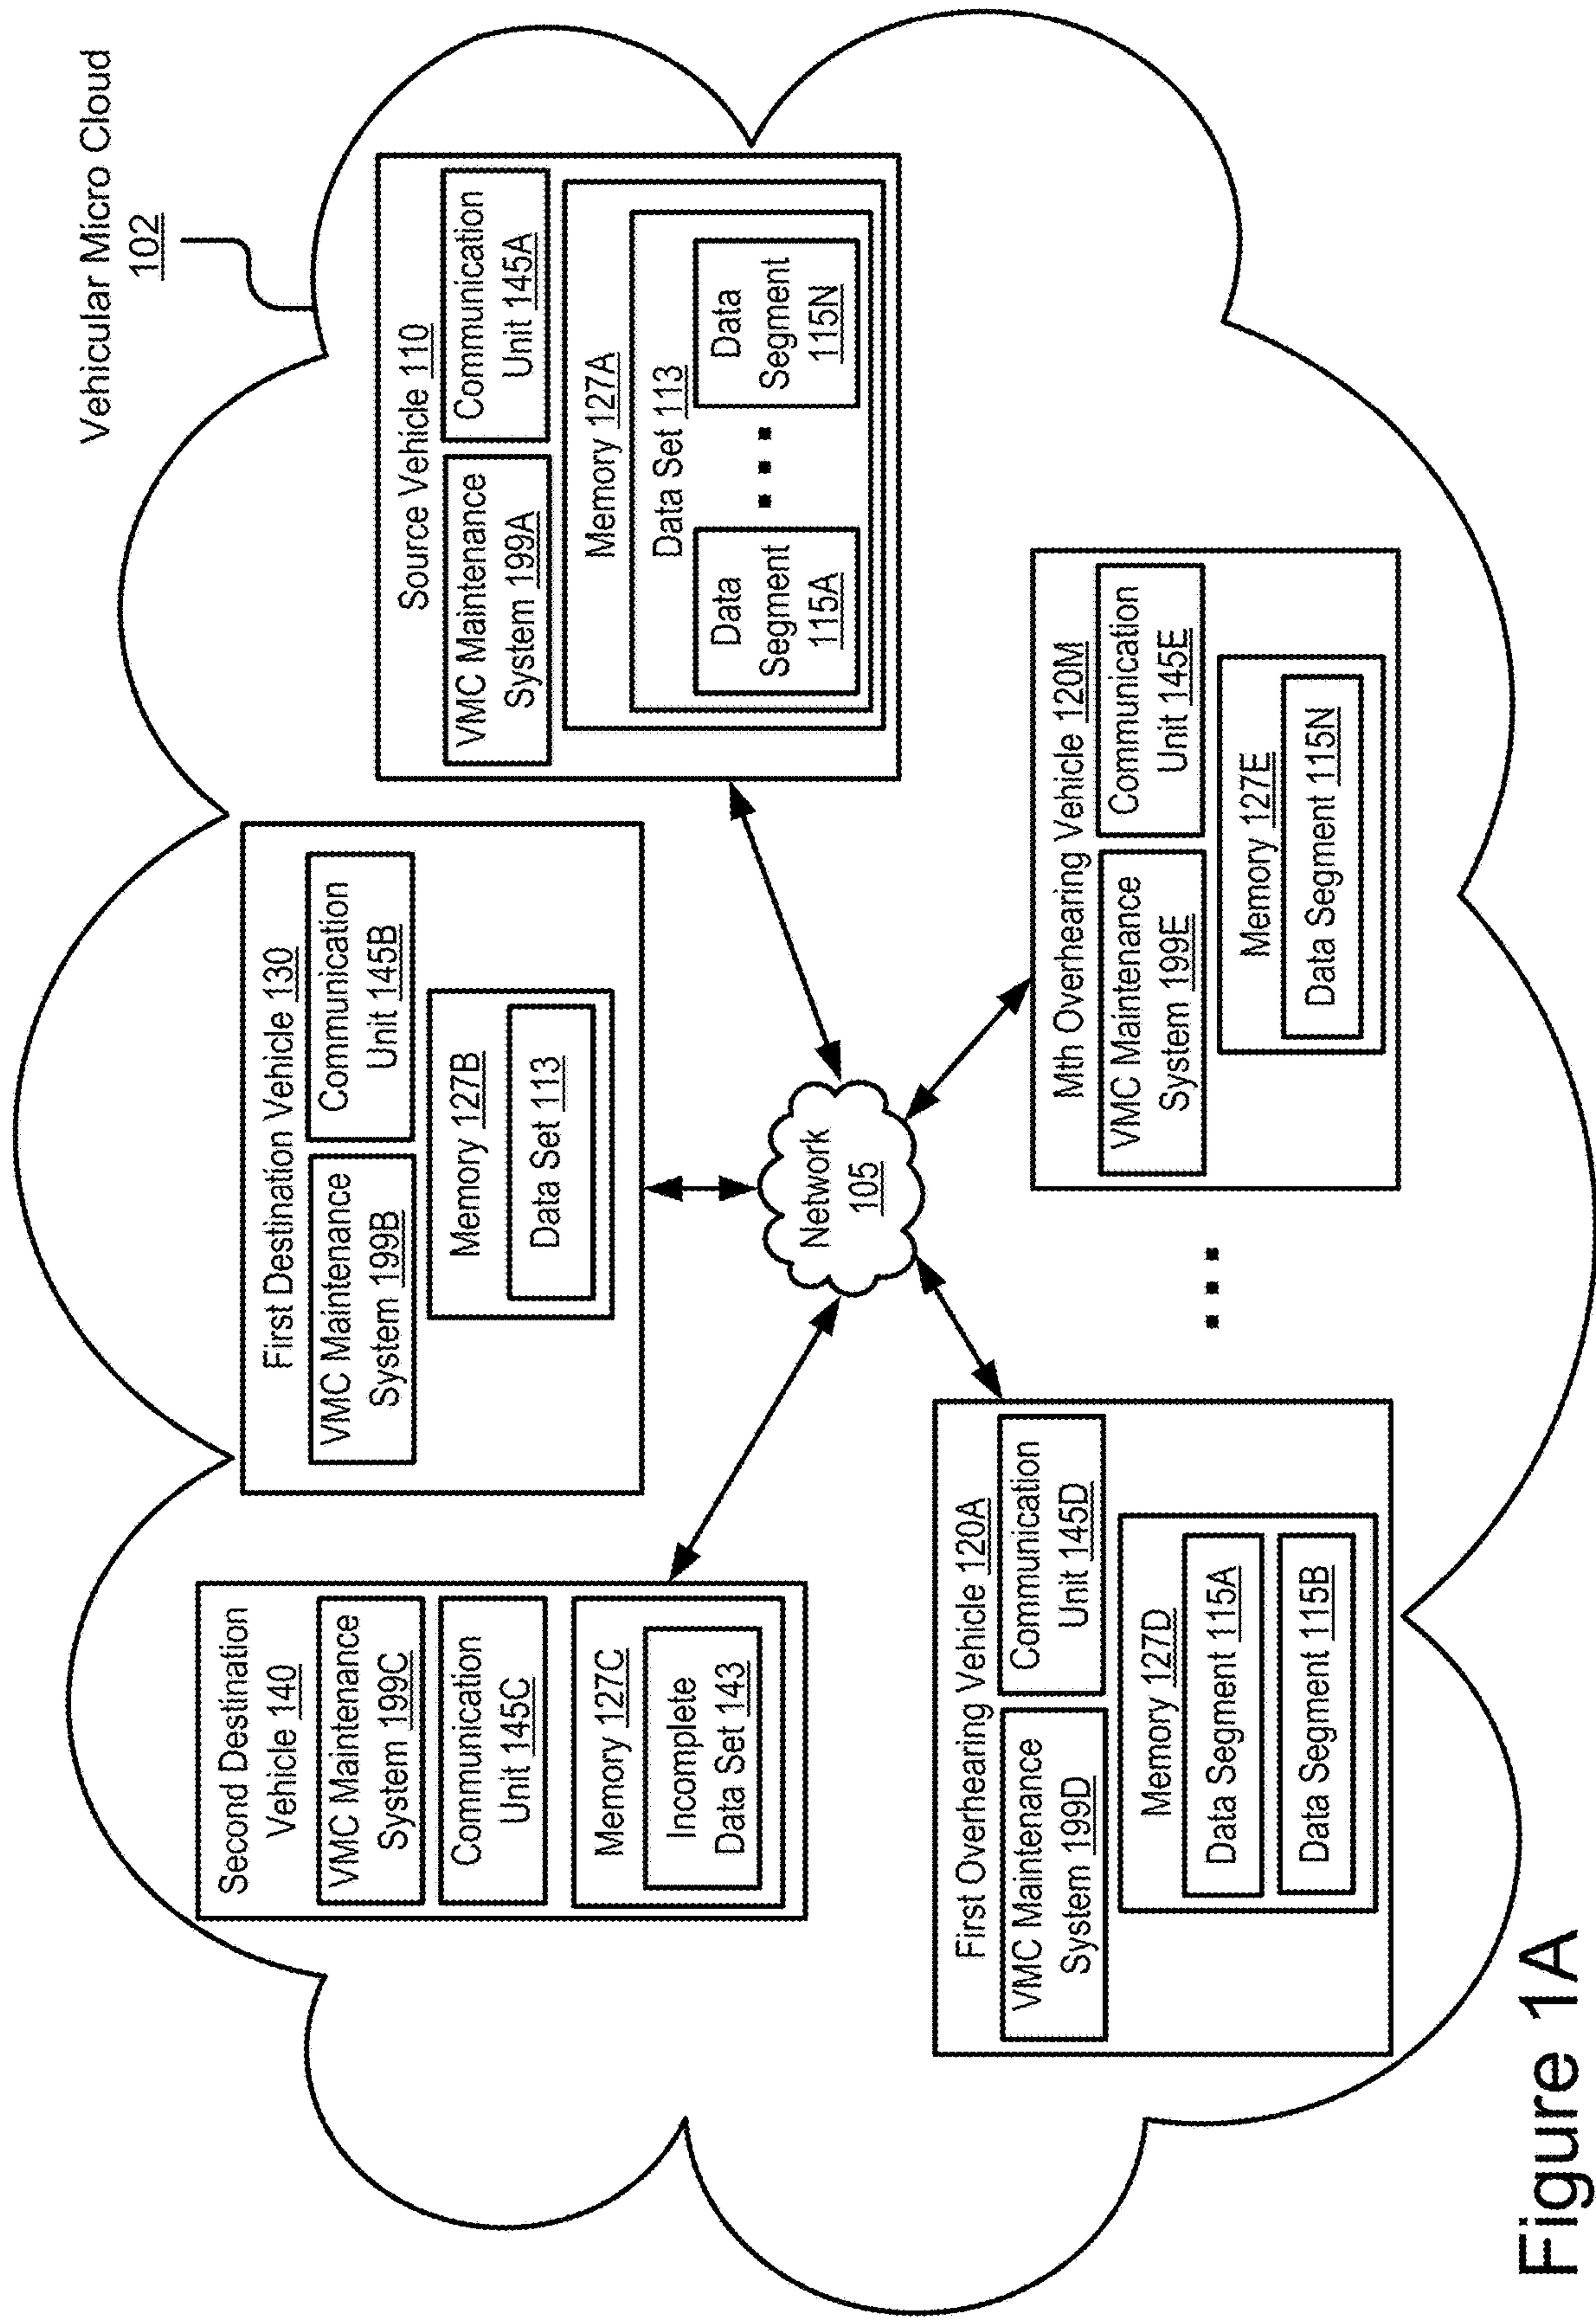 Vehicular Micro Cloud
102
Second Destination
Vehicle 140
VMC Maintenance
System 199C
Communication
Unit 145C
Memory 127C
Incomplete
Data Set 143
First Destination Vehicle 130
VMC Maintenance
System 199B
Communication
Unit 145B
Memory 127B
Data Set 113
Source Vehicle 110
VMC Maintenance
System 199A
Communication
Unit 145A
Memory 127A
Data Set 113
Data
Segment
115A
Data
Segment
115N
Network
105
First Overhearing Vehicle 120A
VMC Maintenance
System 199D
Communication
Unit 145D
Memory 127D
Data Segment 115A
Data Segment 115B
Mth Overhearing Vehicle 120M
VMC Maintenance
System 199E
Communication
Unit 145E
Memory 127E
Data Segment 115N
Figure 1A